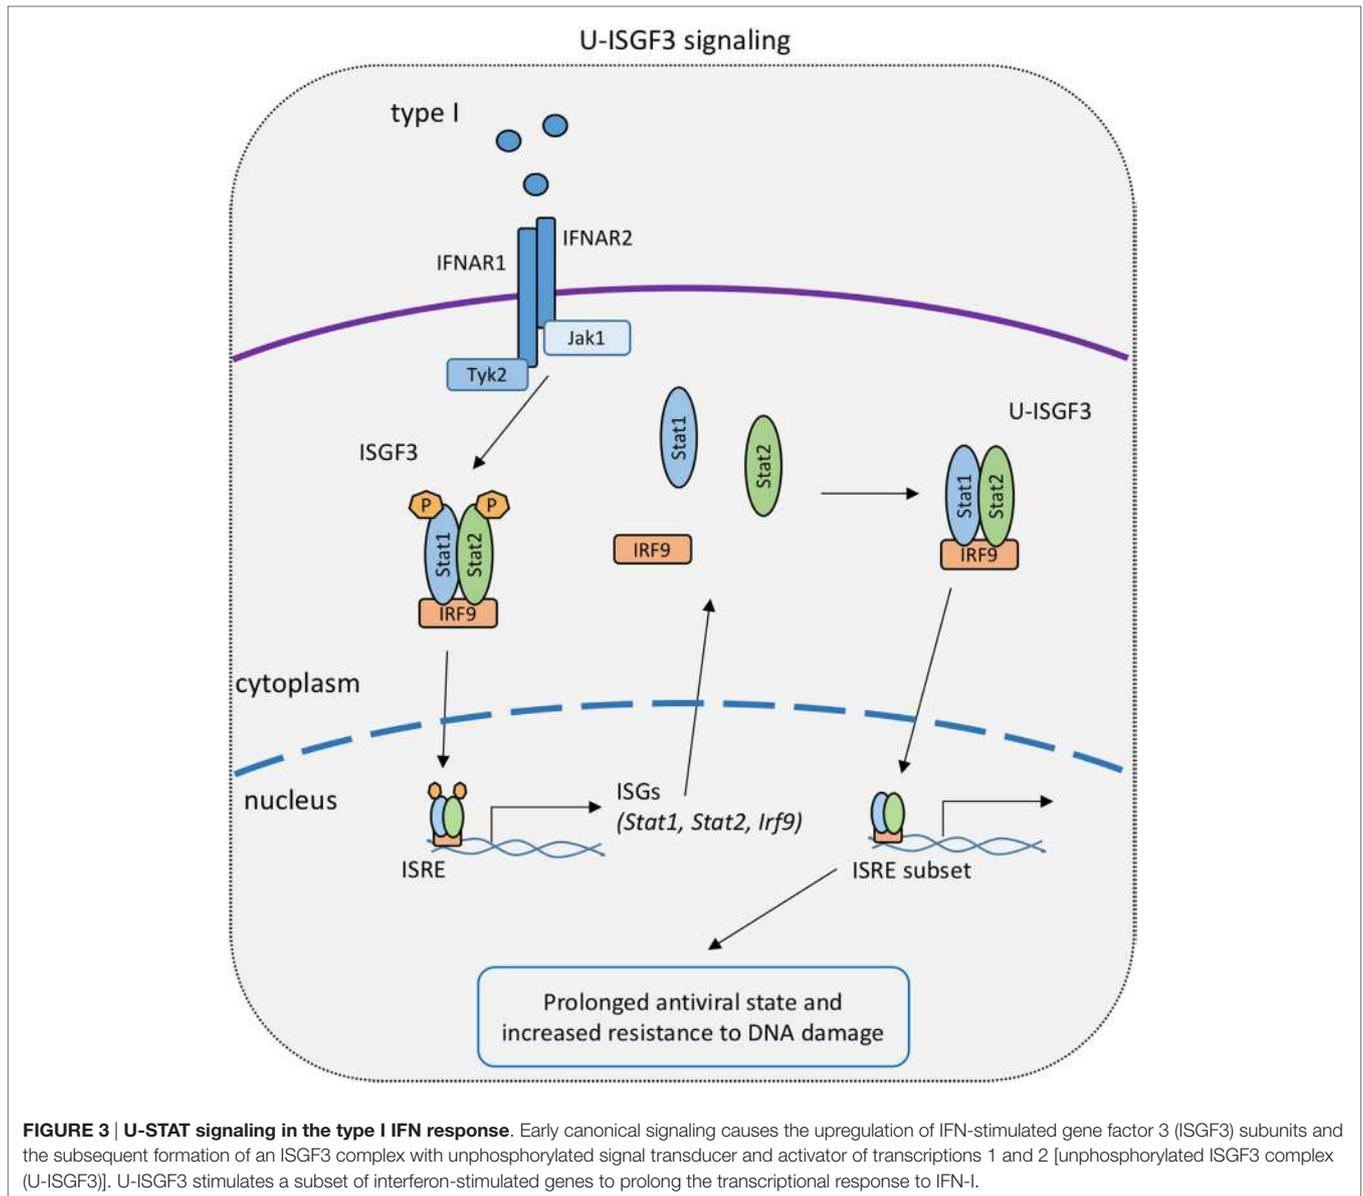 U-ISGF3 signaling
type I
IFNAR2
IFNAR1
Jak1
Tyk2
U-ISGF3
ISGF3
Stat1
Stat2
Stat1
Stat2
IRF9
IRF9
P
P
Stat1
Stat2
IRF9
cytoplasm
nucleus
ISGs
(Stat1, Stat2, Irf9)
ISRE
ISRE subset
Prolonged antiviral state and
increased resistance to DNA damage
FIGURE 3 | U-STAT signaling in the type I IFN response. Early canonical signaling causes the upregulation of IFN-stimulated gene factor 3 (ISGF3) subunits and
the subsequent formation of an ISGF3 complex with unphosphorylated signal transducer and activator of transcriptions 1 and 2 [unphosphorylated ISGF3 complex
(U-ISGF3)]. U-ISGF3 stimulates a subset of interferon-stimulated genes to prolong the transcriptional response to IFN-I.